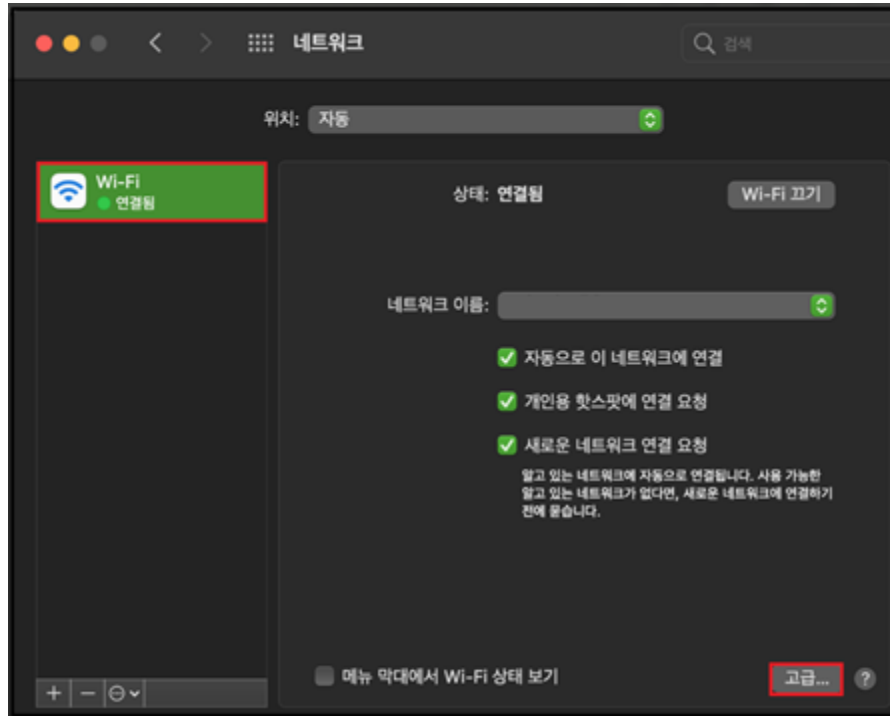 네트워크
검색
위치: 자동
Wi-Fi
연결됨
상태: 연결됨
Wi-Fi 끄기
네트워크 이름:
자동으로 이 네트워크에 연결
개인용 핫스팟에 연결 요청
새로운 네트워크 연결 요청
알고 있는 네트워크에 자동으로 연결됩니다. 사용 가능한
알고 있는 네트워크가 없다면, 새로운 네트워크에 연결하기
전에 묻습니다.
메뉴 막대에서 Wi-Fi 상태 보기
고급...
?